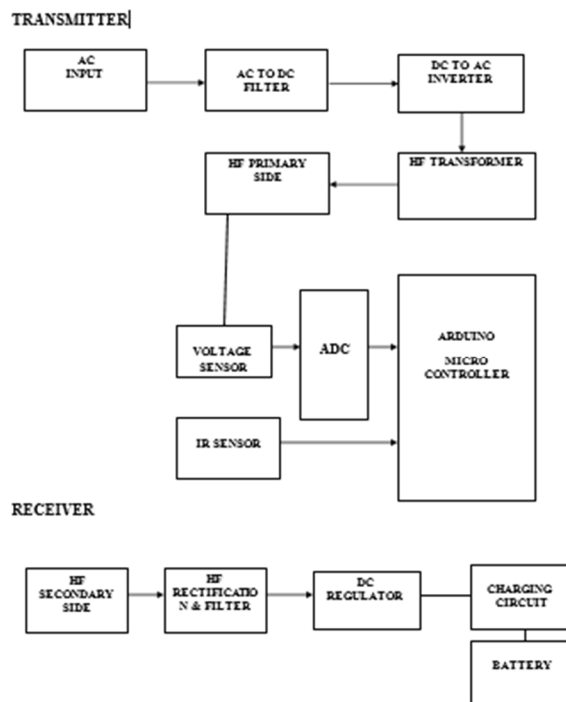 TRANSMITTER
AC
INPUT
AC TO DC
FILTER
DC TO AC
INVERTER
HF PRIMARY
SIDE
HF TRANSFORMER
VOLTAGE
SENSOR
ADC
ARDUINO
MICRO
CONTROLLER
IR SENSOR
RECEIVER
HF
SECONDARY
SIDE
HF
RECTIFICATIO
N & FILTER
DC
REGULATOR
CHARGING
CIRCUIT
BATTERY